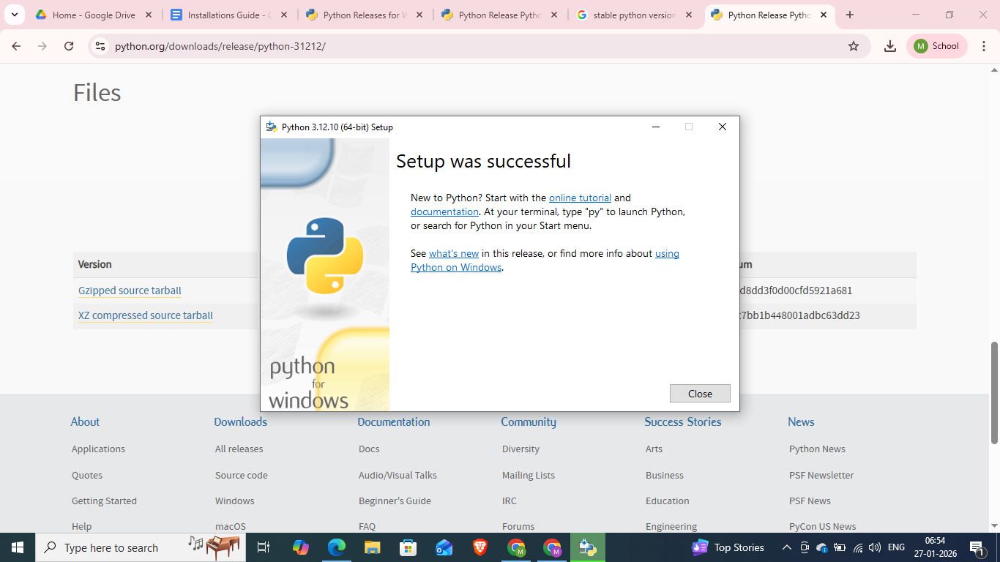 Home - Google Drive
Installations Guide - G
Python Releases for W
Python Release Pytho
stable python version
Python Release Pytho
python.org/downloads/release/python-31212/
M School
Files
Python 3.12.10 (64-bit) Setup
Setup was successful
New to Python? Start with the online tutorial and
documentation. At your terminal, type "py" to launch Python,
or search for Python in your Start menu.
See what's new in this release, or find more info about using
Python on Windows.
python
for
windows
Close
Version
um
Gzipped source tarball
d8dd3f0d00cfd5921a681
XZ compressed source tarball
:7bb1b448001adbc63dd23
About
Downloads
Documentation
Community
Success Stories
News
Applications
All releases
Docs
Diversity
Arts
Python News
Quotes
Source code
Audio/Visual Talks
Mailing Lists
Business
PSF Newsletter
Getting Started
Windows
Beginner's Guide
IRC
Education
PSF News
Help
macOS
FAQ
Forums
Engineering
PyCon US News
Type here to search
Top Stories
ENG
06:54
27-01-2026
1